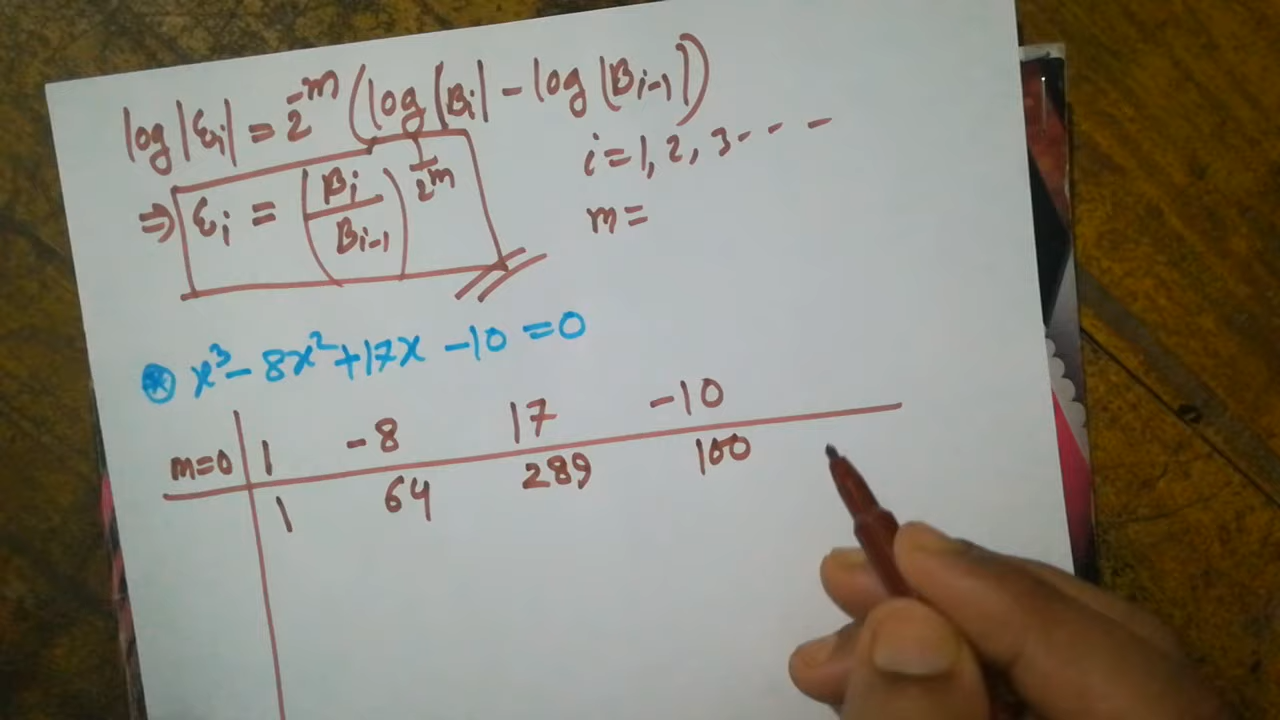 log|εi| = 2^-m (log|Bi| - log|Bi-1|)
i = 1, 2, 3 - - -
⇒ εi = (Bi/Bi-1)^1/2^m
m =
⊛ x³ - 8x² + 17x - 10 = 0
m=0 1 -8 17 -10
1 64 289 100